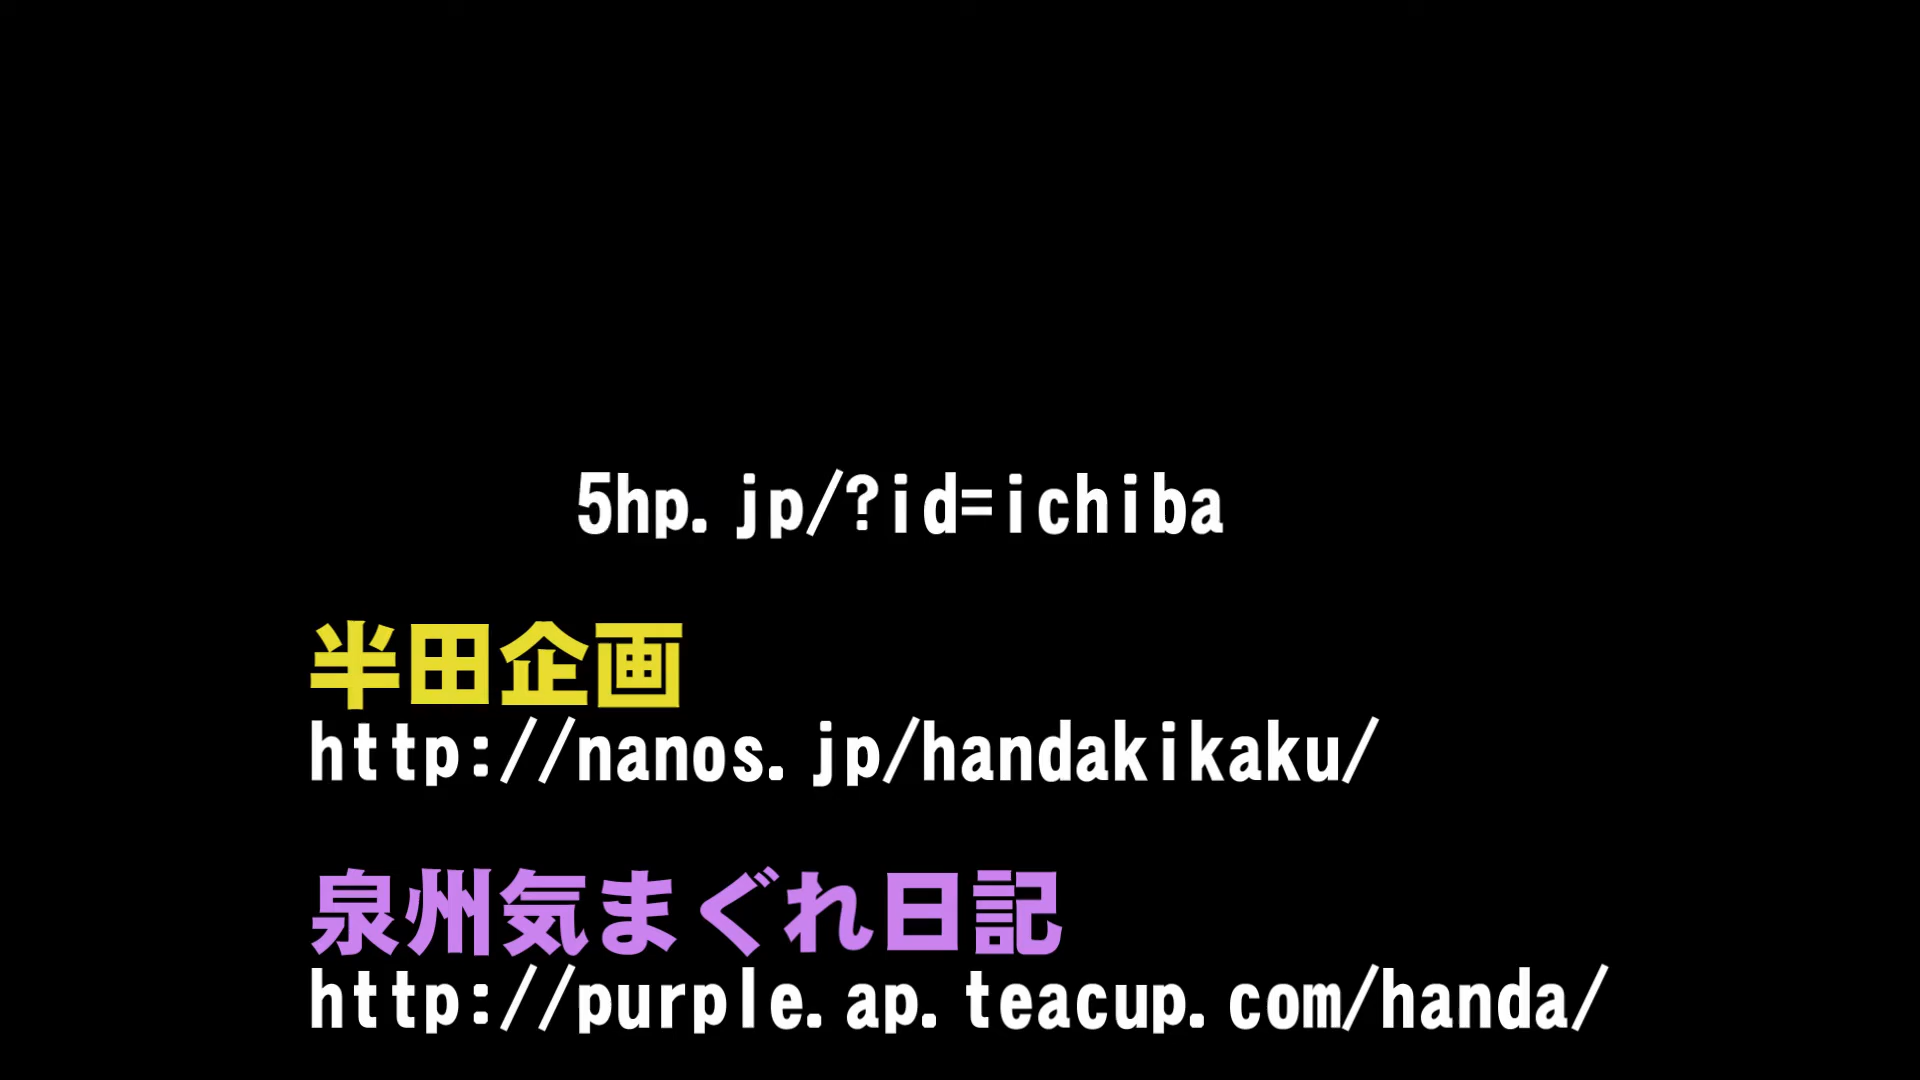 5hp.jp/?id=ichiba
半田企画
http://nanos.jp/handakikaku/
泉州気まぐれ日記
http://purple.ap.teacup.com/handa/